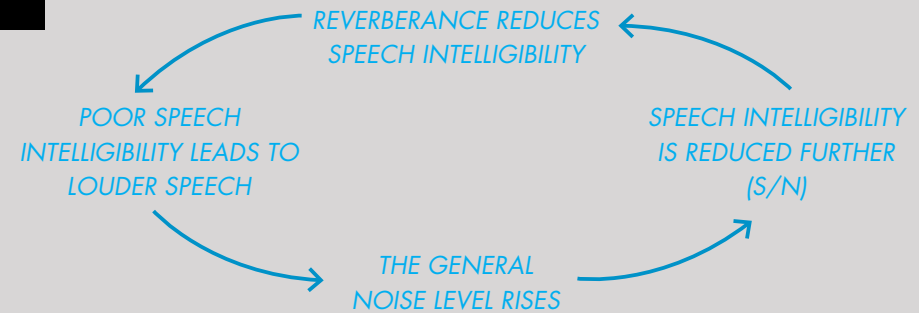 REVERBERANCE REDUCES
SPEECH INTELLIGIBILITY
POOR SPEECH
INTELLIGIBILITY LEADS TO
LOUDER SPEECH
THE GENERAL
NOISE LEVEL RISES
SPEECH INTELLIGIBILITY
IS REDUCED FURTHER
(S/N)